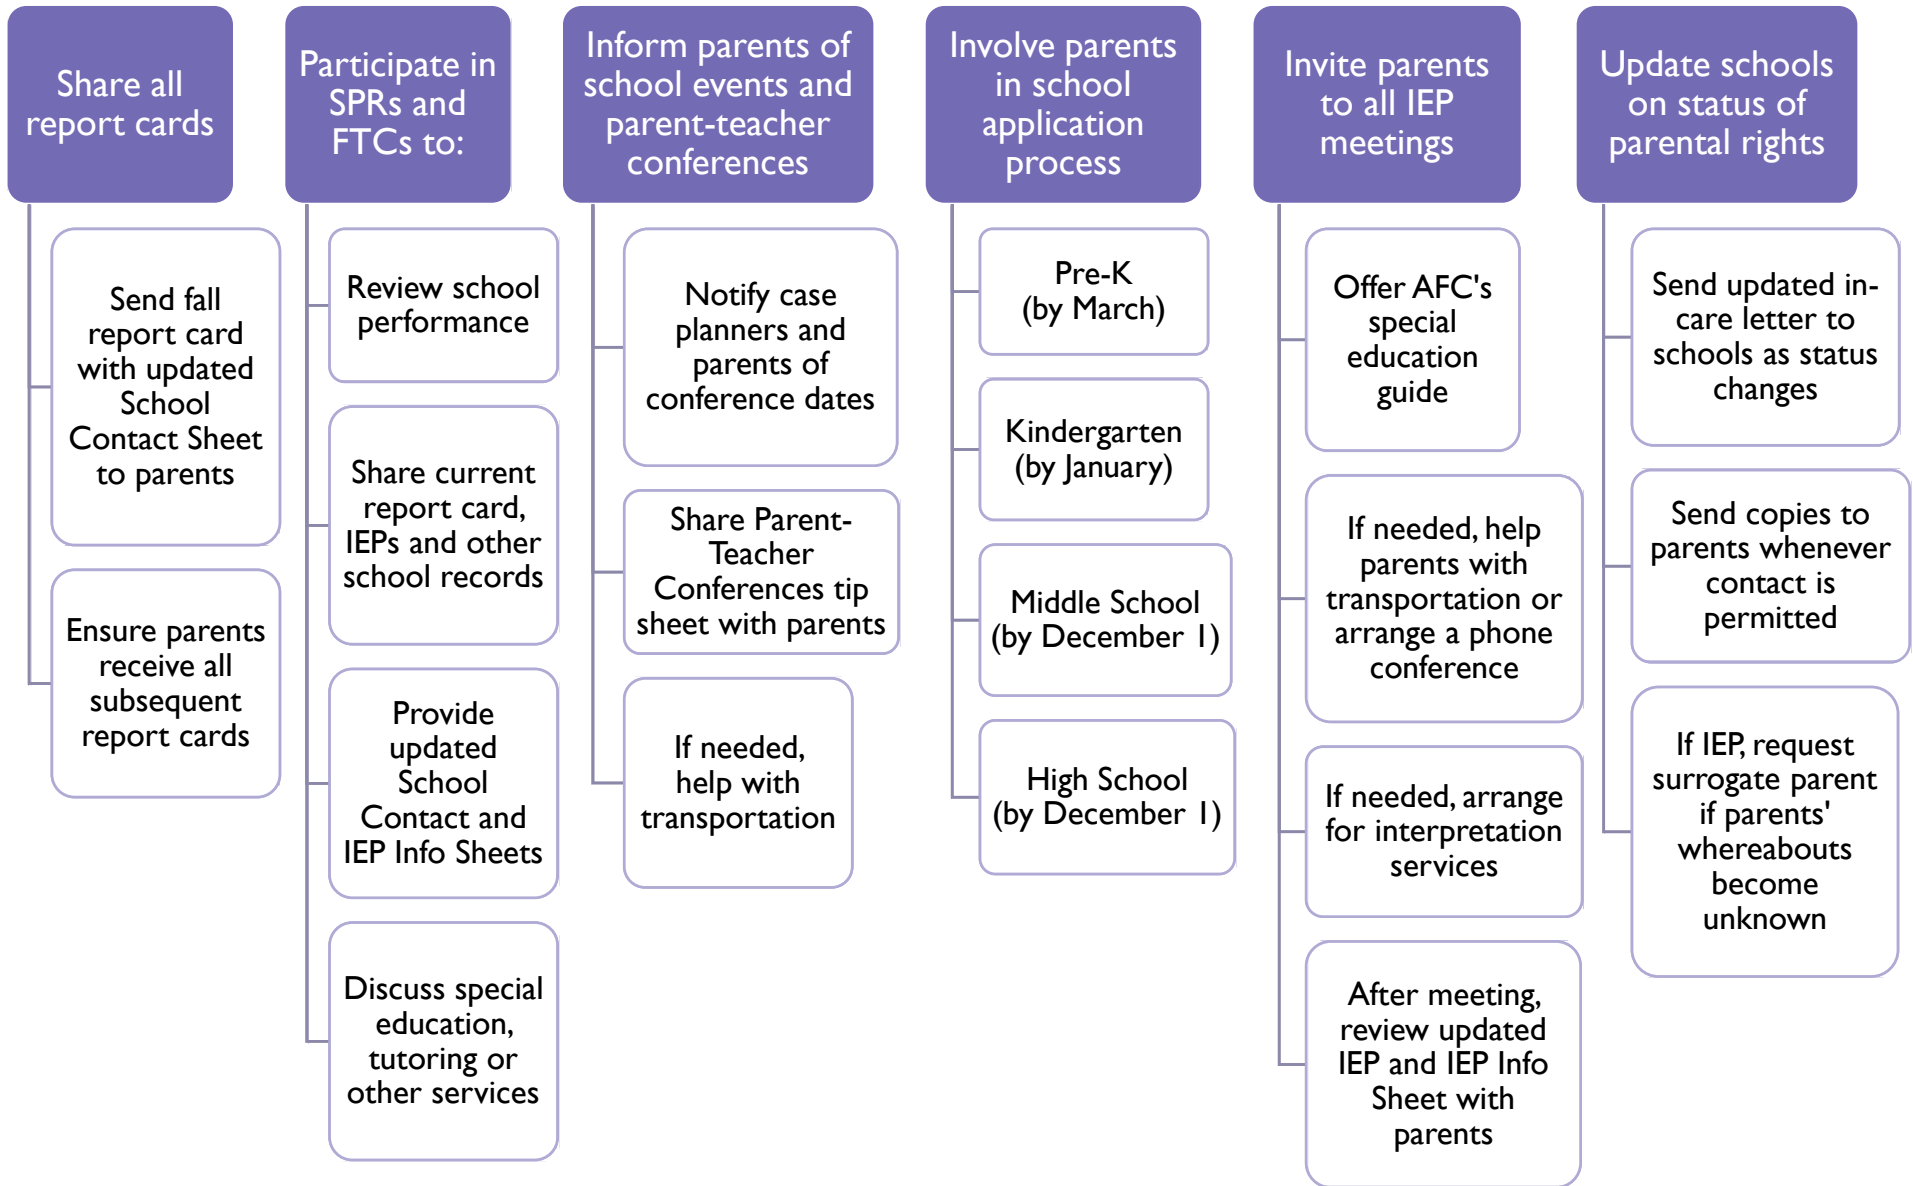 Share all
report cards
Send fall
report card
with updated
School
Contact Sheet
to parents
Ensure parents
receive all
subsequent
report cards
Participate in
SPRs and
FTCs to:
Review school
performance
Share current
report card,
IEPs and other
school records
Provide
updated
School
Contact and
IEP Info Sheets
Discuss special
education,
tutoring or
other services
Inform parents of
school events and
parent-teacher
conferences
Notify case
planners and
parents of
conference dates
Share Parent-
Teacher
Conferences tip
sheet with parents
If needed,
help with
transportation
Involve parents
in school
application
process
Pre-K
(by March)
Kindergarten
(by January)
Middle School
(by December 1)
High School
(by December 1)
Invite parents
to all IEP
meetings
Offer AFC's
special
education
guide
If needed, help
parents with
transportation or
arrange a phone
conference
If needed, arrange
for interpretation
services
After meeting,
review updated
IEP and IEP Info
Sheet with
parents
Update schools
on status of
parental rights
Send updated in-
care letter to
schools as status
changes
Send copies to
parents whenever
contact is
permitted
If IEP, request
surrogate parent
if parents'
whereabouts
become
unknown